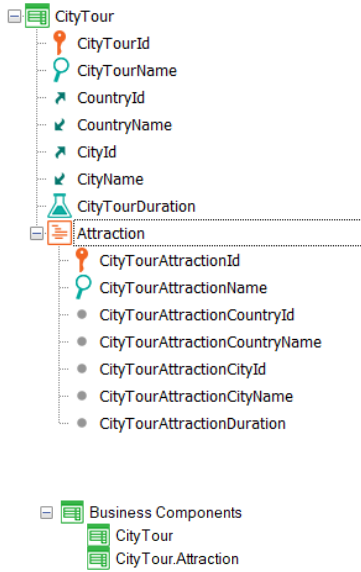 CityTour
CityTourId
CityTourName
CountryId
CountryName
CityId
CityName
CityTourDuration
Attraction
CityTourAttractionId
CityTourAttractionName
CityTourAttractionCountryId
CityTourAttractionCountryName
CityTourAttractionCityId
CityTourAttractionCityName
CityTourAttractionDuration
Business Components
CityTour
CityTour.Attraction